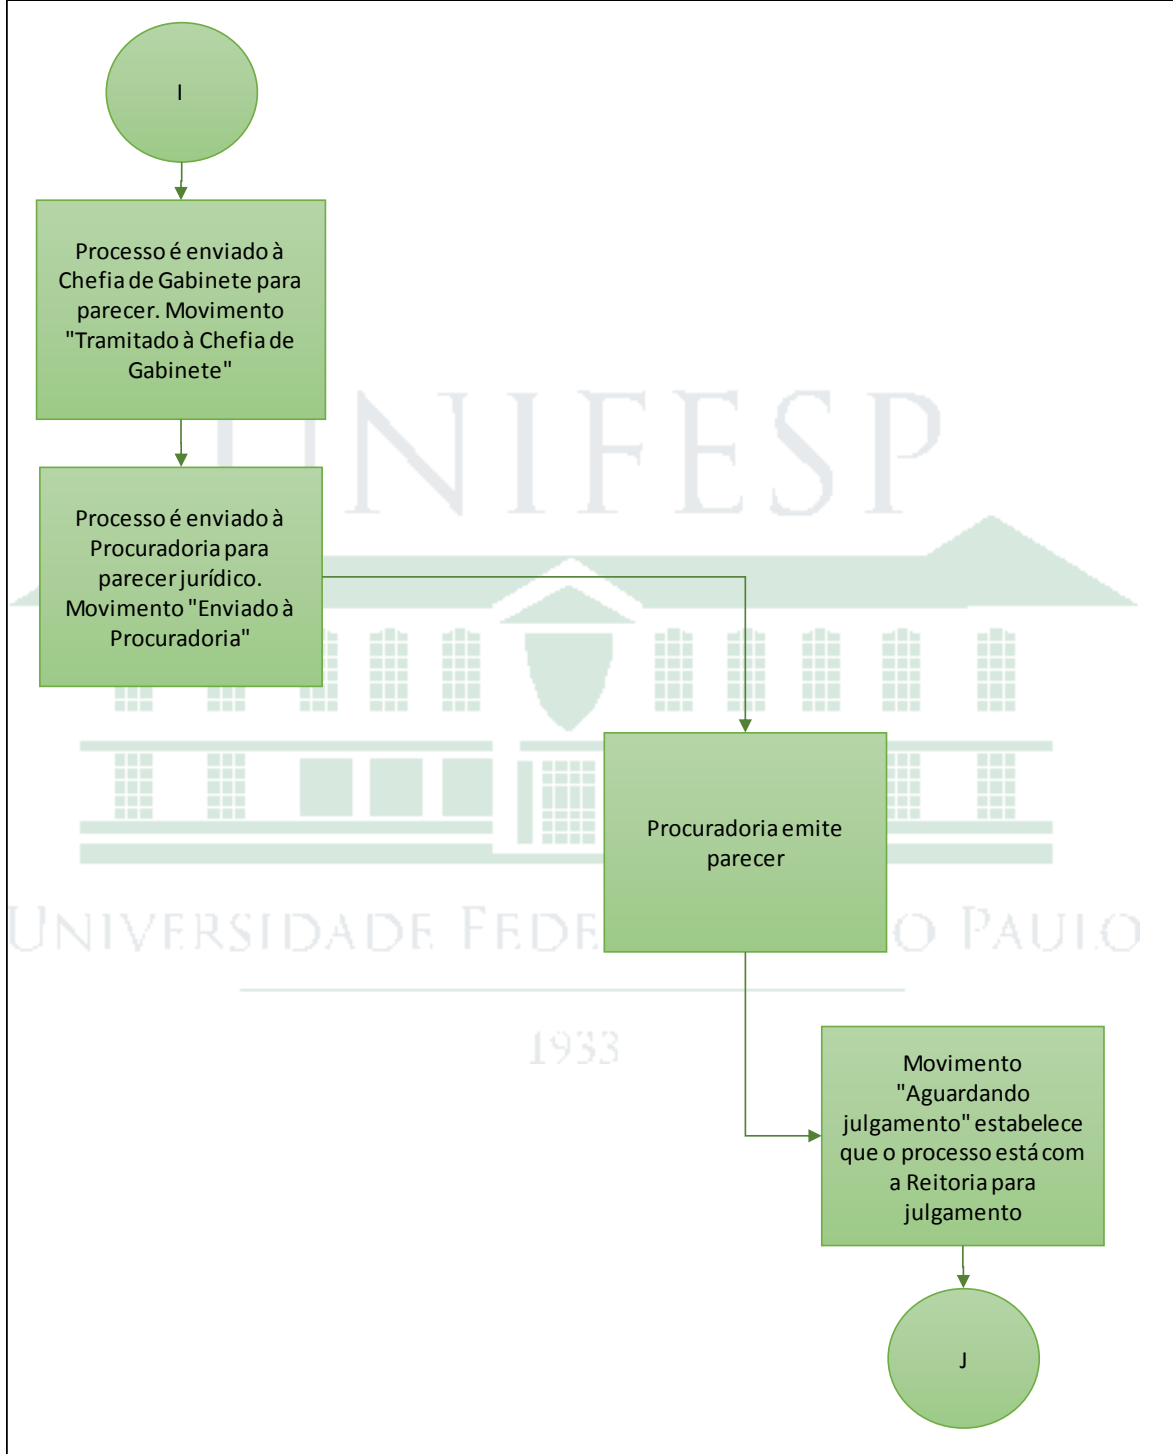 I
Processo é enviado à
Chefia de Gabinete para
parecer. Movimento
"Tramitado à Chefia de
Gabinete"
UNIFESP
Processo é enviado à
Procuradoria para
parecer jurídico.
Movimento "Enviado à
Procuradoria"
Procuradoria emite
parecer
UNIVERSIDADE O PAULO
1933
Movimento
"Aguardando
julgamento" estabelece
que o processo está com
a Reitoria para
julgamento
J